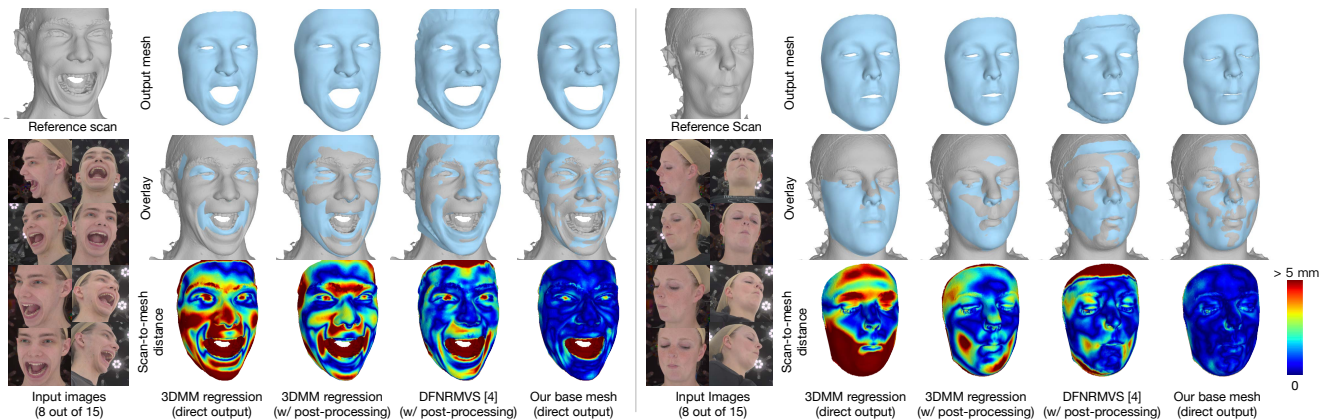 Reference scan
Output mesh
Overlay
Scan-to-mesh
distance
Input images
(8 out of 15)
3DMM regression
(direct output)
3DMM regression
(w/ post-processing)
DFNRMVS [4]
(w/ post-processing)
Our base mesh
(direct output)
Reference Scan
Output mesh
Overlay
Scan-to-mesh
distance
Input Images
(8 out of 15)
3DMM regression
(direct output)
3DMM regression
(w/ post-processing)
DFNRMVS [4]
(w/ post-processing)
Our base mesh
(direct output)
> 5 mm
0